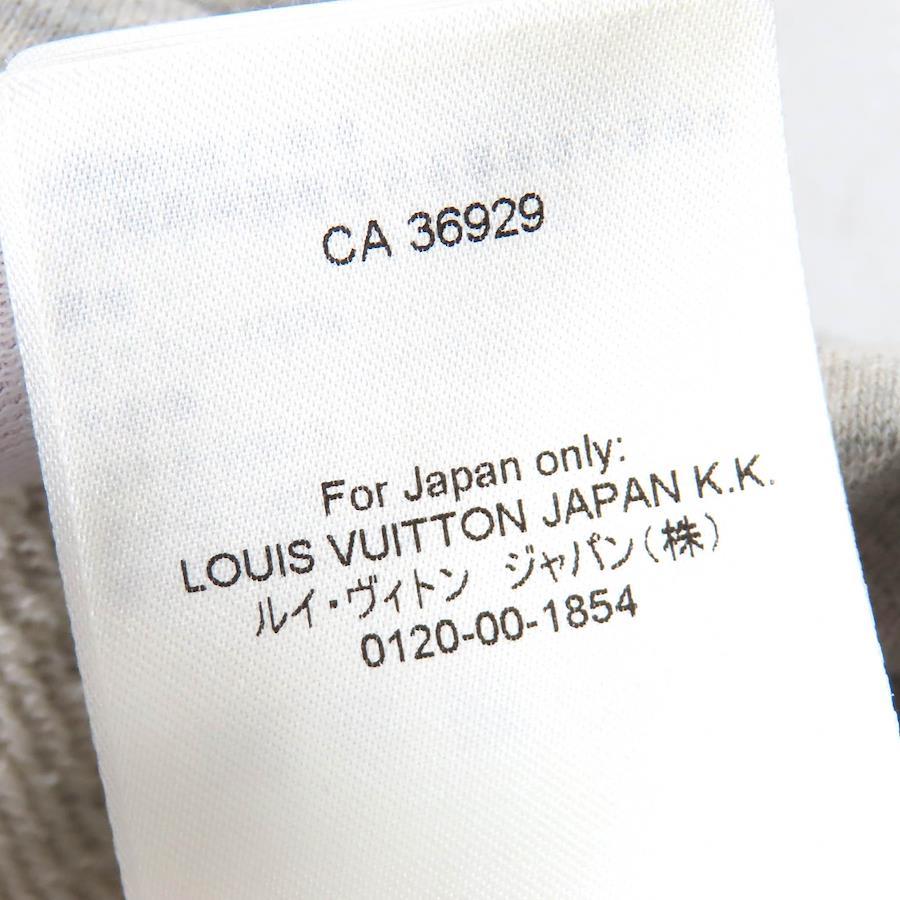 CA 36929
For Japan only:
LOUIS VUITTON JAPAN K.K.
ルイ・ヴィトン ジャパン(株)
0120-00-1854